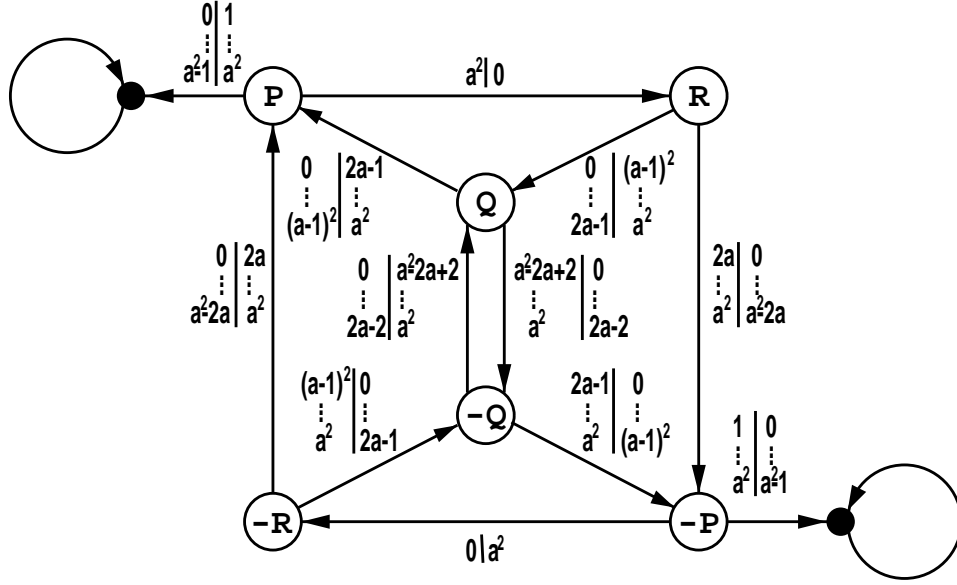 0 | 1
⋮ | ⋮
a²-1 | a²
P
a² | 0
R
0 | 2a-1
⋮ | ⋮
(a-1)² | a²
Q
0 | (a-1)²
⋮ | ⋮
2a-1 | a²
0 | 2a
⋮ | ⋮
a²-2a | a²
0 | a²-2a+2
⋮ | ⋮
2a-2 | a²
a²-2a+2 | 0
⋮ | ⋮
a² | 2a-2
2a | 0
⋮ | ⋮
a² | a²-2a
(a-1)² | 0
⋮ | ⋮
a² | 2a-1
-Q
2a-1 | 0
⋮ | ⋮
a² | (a-1)²
1 | 0
⋮ | ⋮
a² | a²-1
-R
0 \ a²
-P